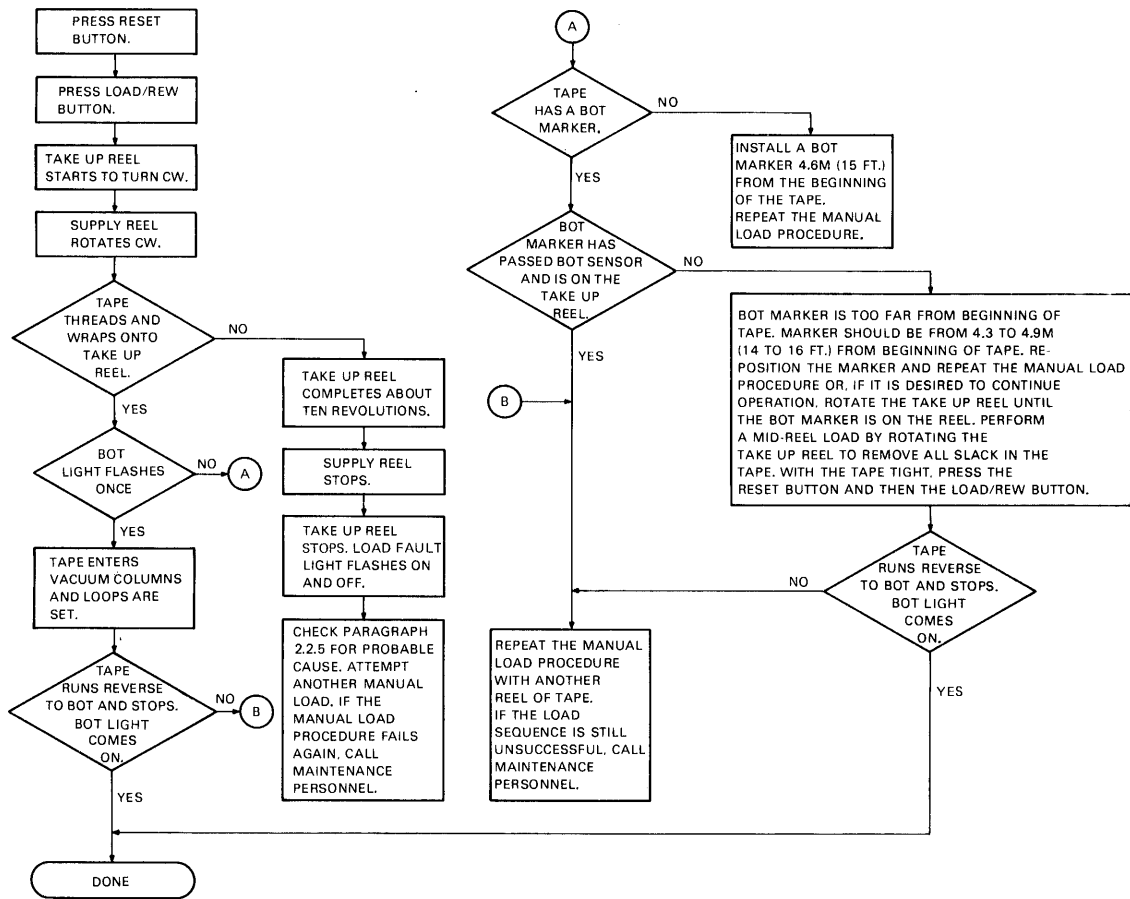 PRESS RESET
BUTTON.
PRESS LOAD/REW
BUTTON.
TAKE UP REEL
STARTS TO TURN CW.
SUPPLY REEL
ROTATES CW.
TAPE
THREADS AND
WRAPS ONTO
TAKE UP
REEL.
NO
YES
BOT
LIGHT FLASHES
ONCE
NO
A
YES
TAPE ENTERS
VACUUM COLUMNS
AND LOOPS ARE
SET.
TAPE
RUNS REVERSE
TO BOT AND STOPS.
BOT LIGHT
COMES
ON.
NO
B
YES
DONE
TAKE UP REEL
COMPLETES ABOUT
TEN REVOLUTIONS.
SUPPLY REEL
STOPS.
TAKE UP REEL
STOPS. LOAD FAULT
LIGHT FLASHES ON
AND OFF.
CHECK PARAGRAPH
2.2.5 FOR PROBABLE
CAUSE. ATTEMPT
ANOTHER MANUAL
LOAD. IF THE
MANUAL LOAD
PROCEDURE FAILS
AGAIN, CALL
MAINTENANCE
PERSONNEL.
A
TAPE
HAS A BOT
MARKER.
NO
YES
INSTALL A BOT
MARKER 4.6M (15 FT.)
FROM THE BEGINNING
OF THE TAPE.
REPEAT THE MANUAL
LOAD PROCEDURE.
BOT
MARKER HAS
PASSED BOT SENSOR
AND IS ON THE
TAKE UP
REEL.
NO
YES
B
BOT MARKER IS TOO FAR FROM BEGINNING OF
TAPE. MARKER SHOULD BE FROM 4.3 TO 4.9M
(14 TO 16 FT.) FROM BEGINNING OF TAPE. RE-
POSITION THE MARKER AND REPEAT THE MANUAL LOAD
PROCEDURE OR, IF IT IS DESIRED TO CONTINUE
OPERATION, ROTATE THE TAKE UP REEL UNTIL
THE BOT MARKER IS ON THE REEL. PERFORM
A MID-REEL LOAD BY ROTATING THE
TAKE UP REEL TO REMOVE ALL SLACK IN THE
TAPE. WITH THE TAPE TIGHT, PRESS THE
RESET BUTTON AND THEN THE LOAD/REW BUTTON.
TAPE
RUNS REVERSE
TO BOT AND STOPS.
BOT LIGHT
COMES
ON.
NO
YES
REPEAT THE MANUAL
LOAD PROCEDURE
WITH ANOTHER
REEL OF TAPE.
IF THE LOAD
SEQUENCE IS STILL
UNSUCCESSFUL, CALL
MAINTENANCE
PERSONNEL.